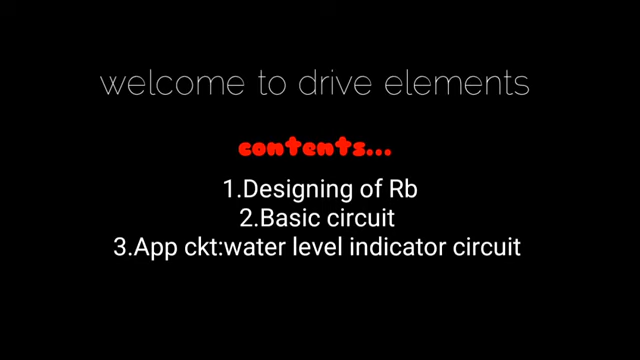 welcome to drive elements
contents...
1.Designing of Rb
2.Basic circuit
3.App ckt:water level indicator circuit